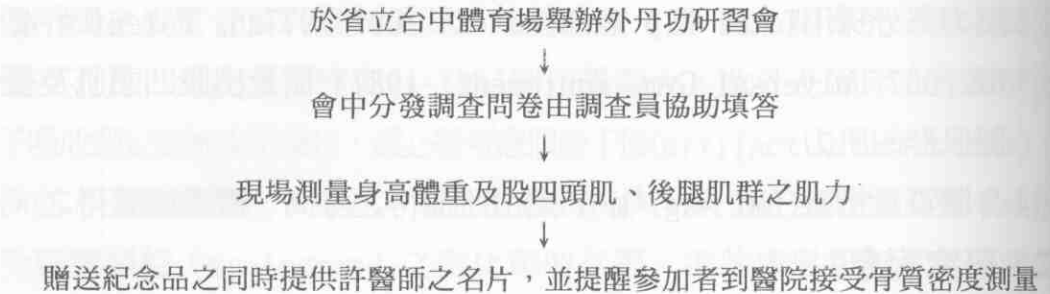 於省立台中體育場舉辦外丹功研習會
↓
會中分發調查問卷由調查員協助填答
↓
現場測量身高體重及股四頭肌、後腿肌群之肌力
↓
贈送紀念品之同時提供許醫師之名片，並提醒參加者到醫院接受骨質密度測量